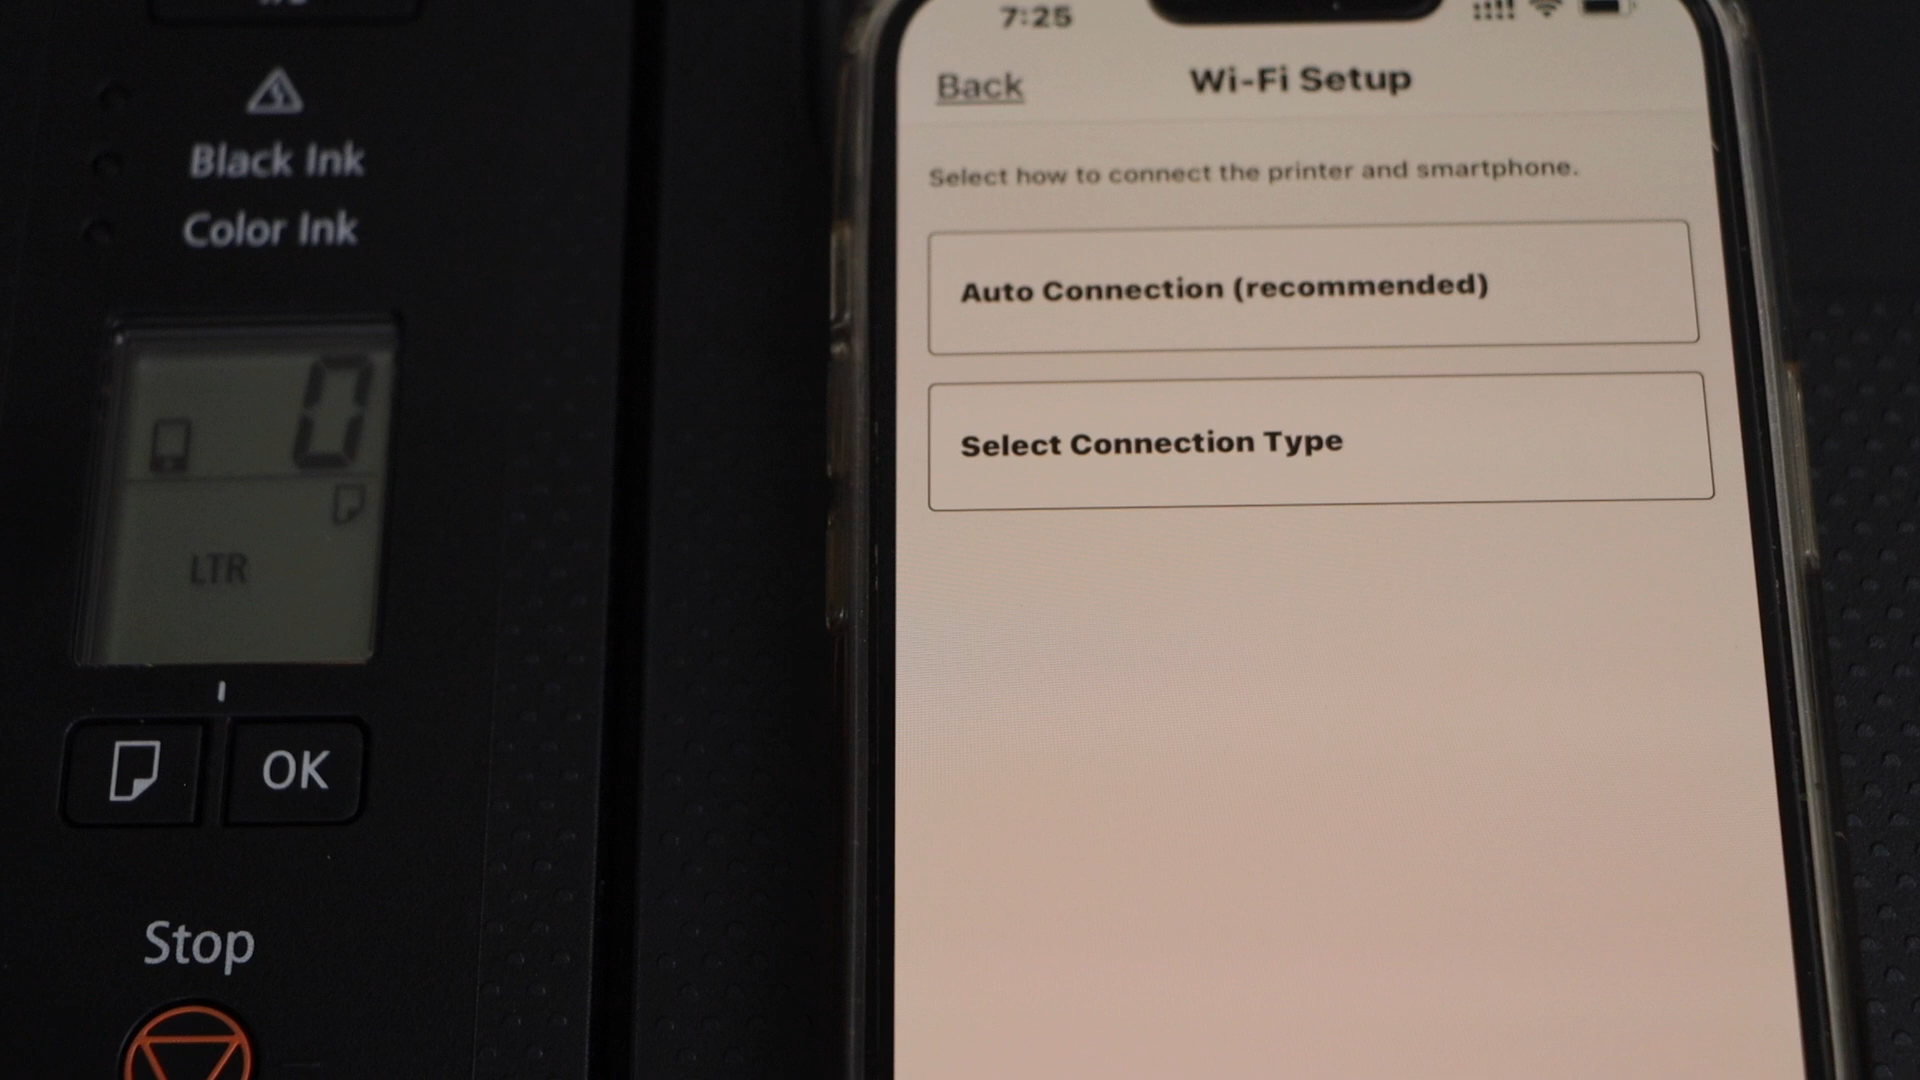 Black Ink
Color Ink
0
LTR
OK
Stop
7:25
Back
Wi-Fi Setup
Select how to connect the printer and smartphone.
Auto Connection (recommended)
Select Connection Type